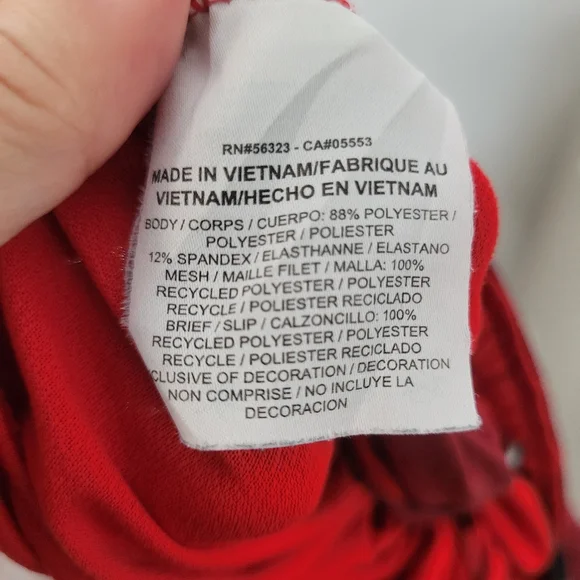 RN#56323 - CA#05553
MADE IN VIETNAM/FABRIQUE AU
VIETNAM/HECHO EN VIETNAM
BODY / CORPS / CUERPO: 88% POLYESTER /
POLYESTER / POLIESTER
12% SPANDEX / ELASTHANNE / ELASTANO
MESH / MAILLE FILET / MALLA: 100%
RECYCLED POLYESTER / POLYESTER
RECYCLE / POLIESTER RECICLADO
BRIEF / SLIP / CALZONCILLO: 100%
RECYCLED POLYESTER / POLYESTER
RECYCLE / POLIESTER RECICLADO
CLUSIVE OF DECORATION / DECORATION
NON COMPRISE / NO INCLUYE LA
DECORACION